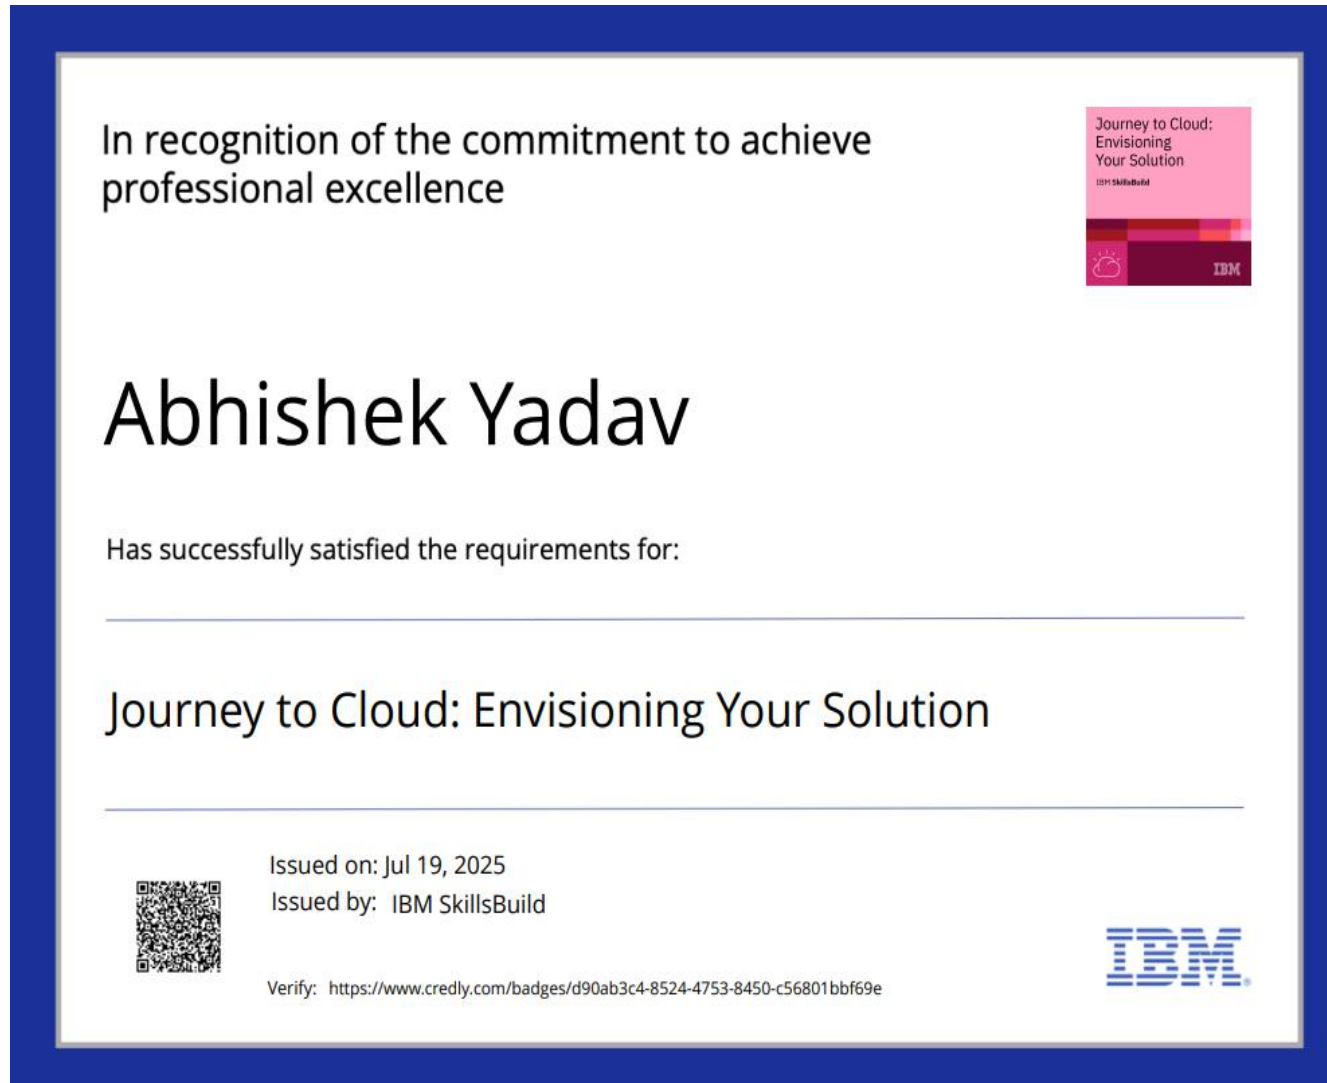 In recognition of the commitment to achieve
professional excellence
Journey to Cloud:
Envisioning
Your Solution
IBM SkillsBuild
IBM
Abhishek Yadav
Has successfully satisfied the requirements for:
Journey to Cloud: Envisioning Your Solution
Issued on: Jul 19, 2025
Issued by: IBM SkillsBuild
Verify: https://www.credly.com/badges/d90ab3c4-8524-4753-8450-c56801bbf69e
IBM